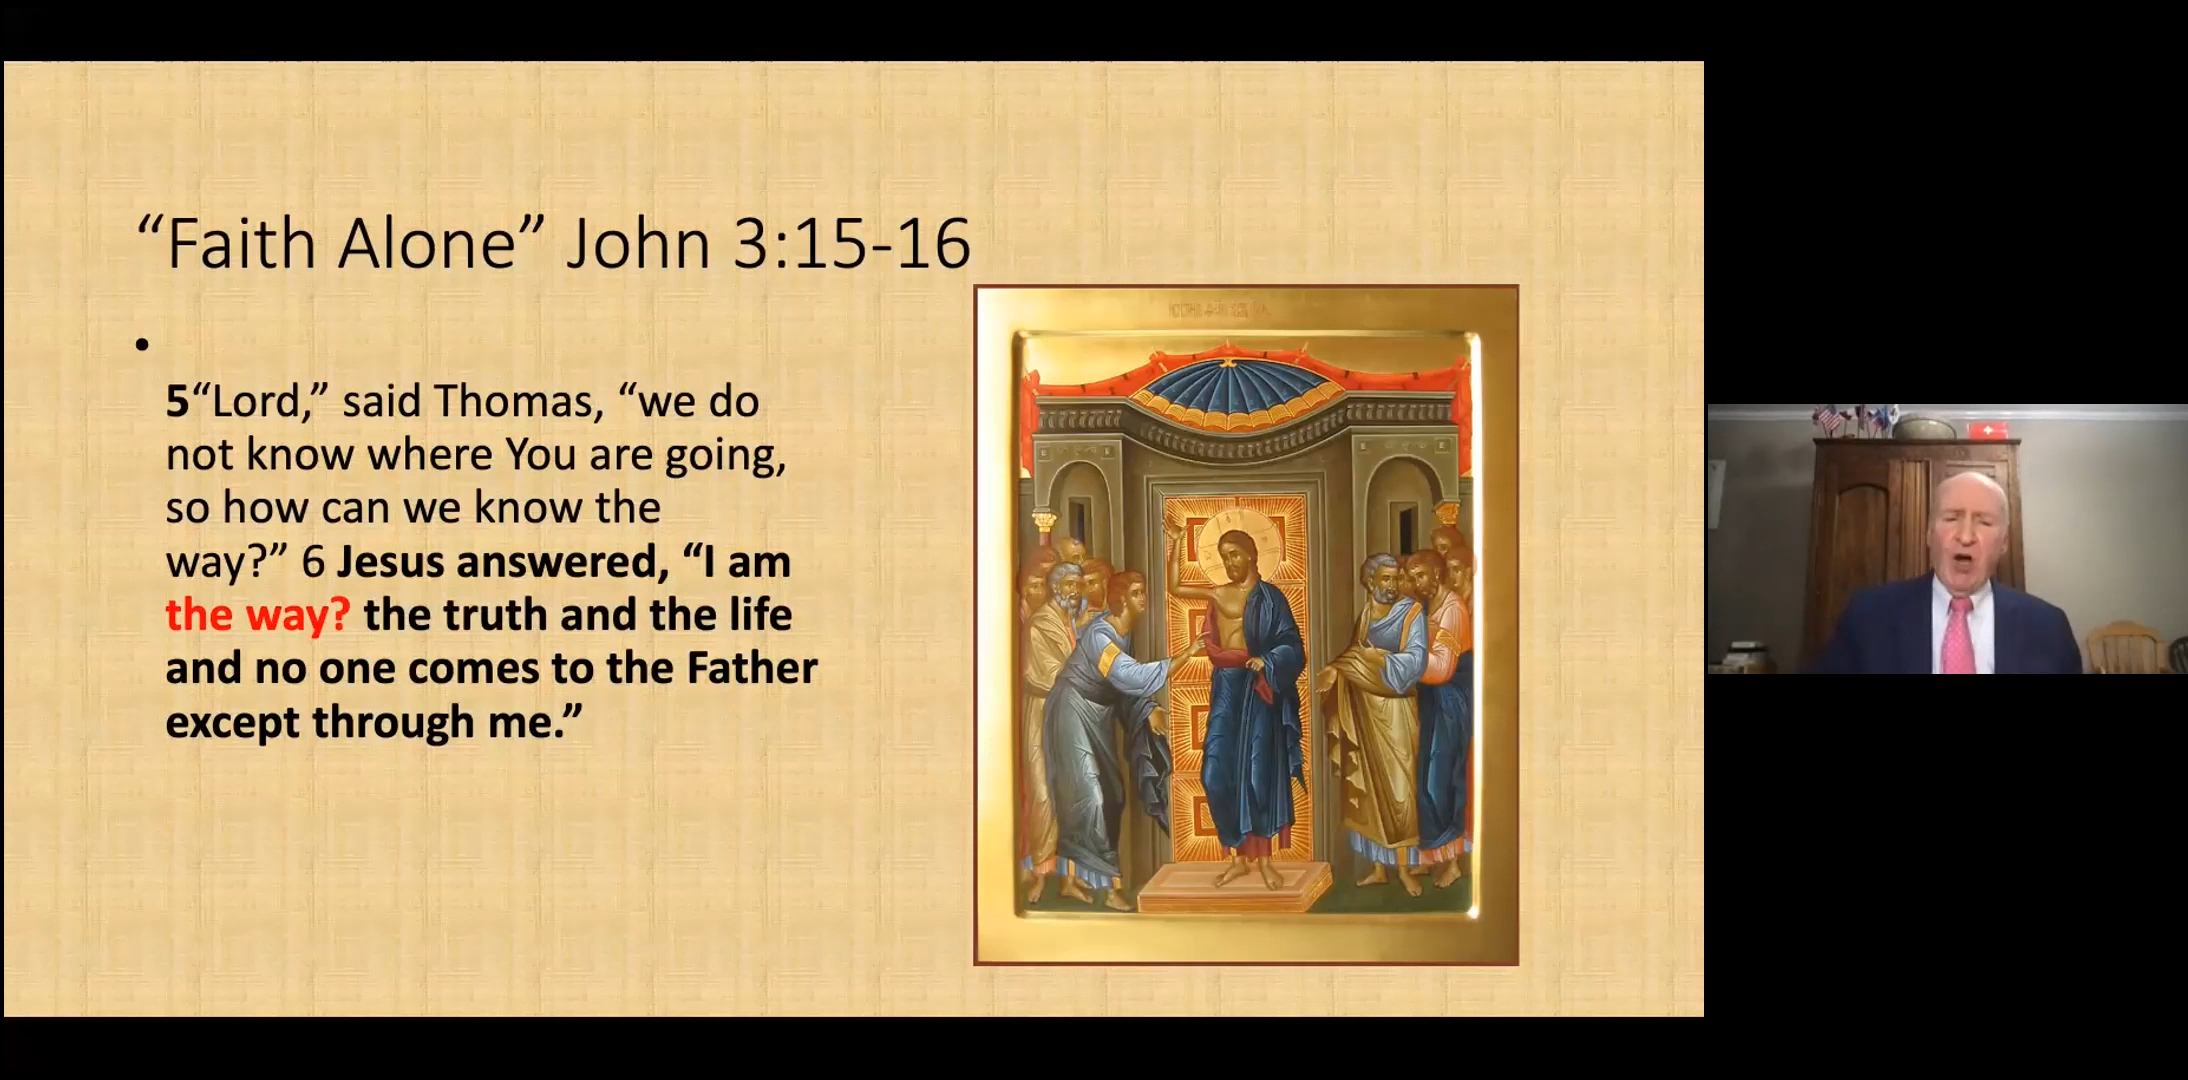 “Faith Alone” John 3:15-16
•
5“Lord,” said Thomas, “we do
not know where You are going,
so how can we know the
way?” 6 Jesus answered, “I am
the way? the truth and the life
and no one comes to the Father
except through me.”